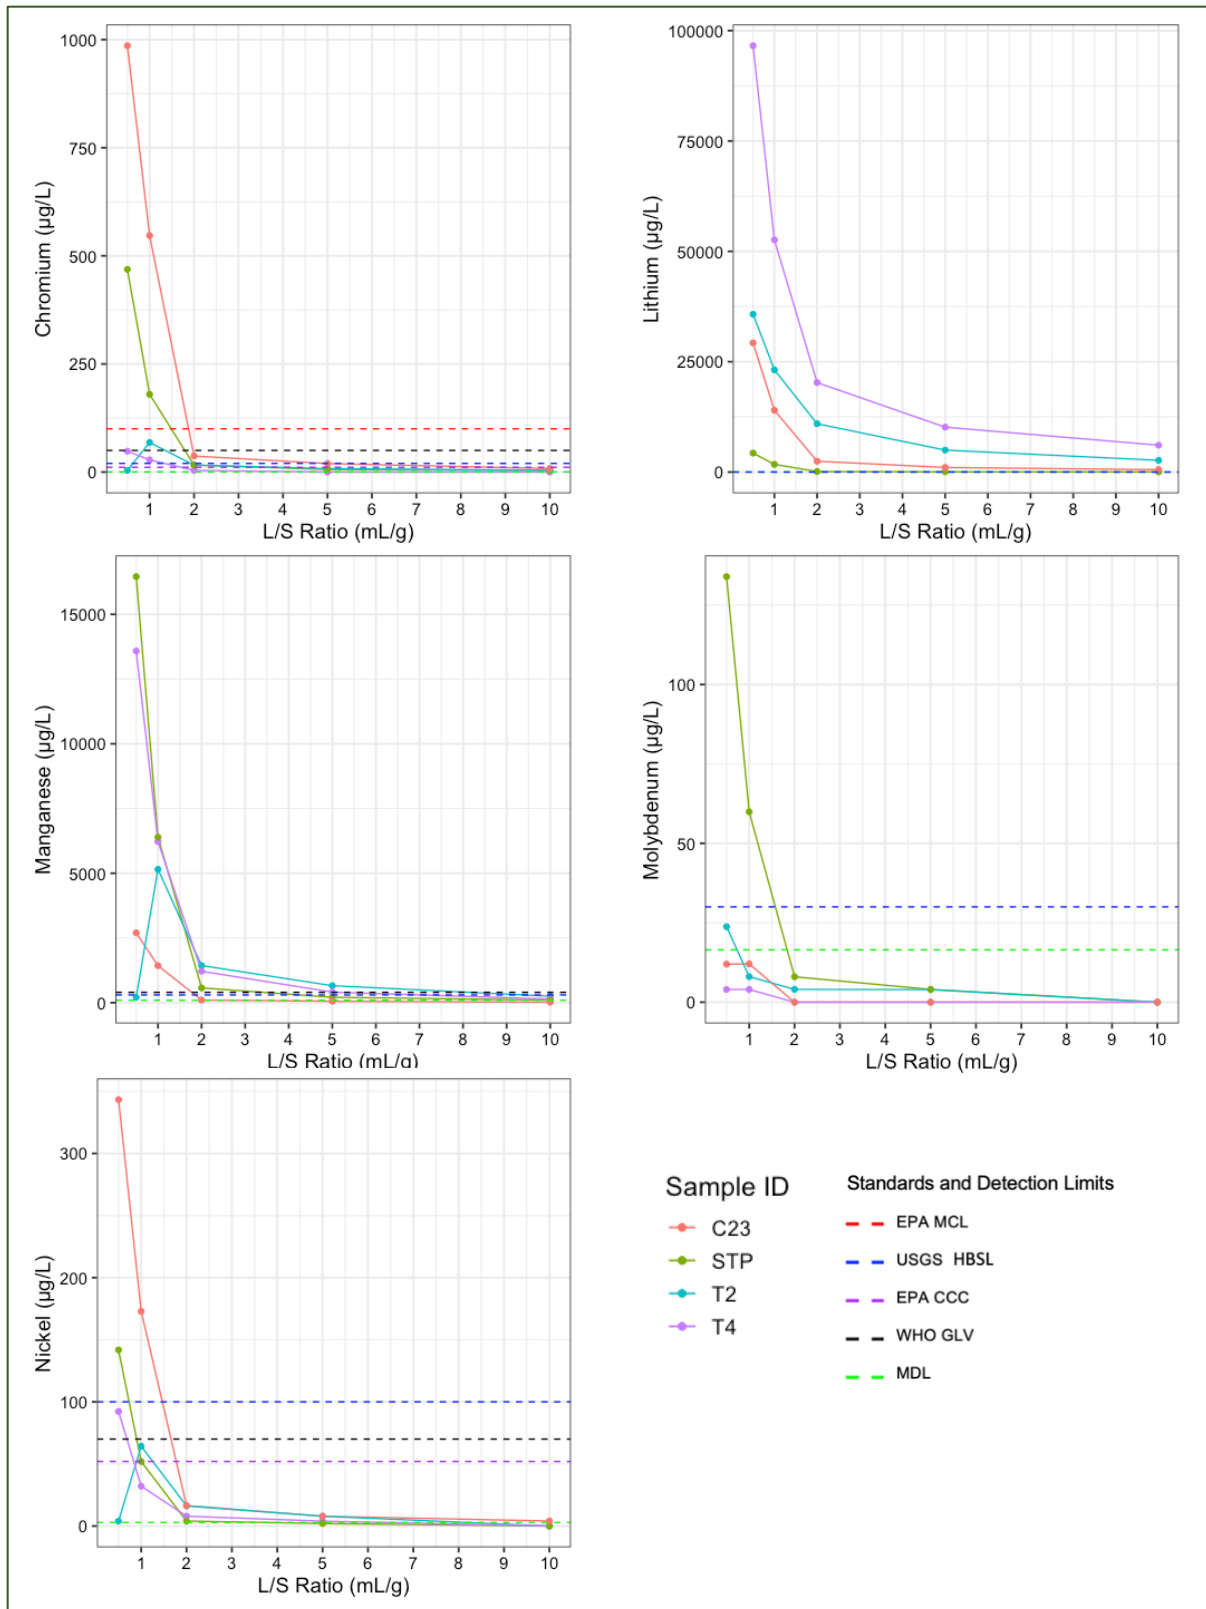 1000
750
500
250
0
Chromium (µg/L)
1 2 3 4 5 6 7 8 9 10
L/S Ratio (mL/g)
100000
75000
50000
25000
0
Lithium (µg/L)
1 2 3 4 5 6 7 8 9 10
L/S Ratio (mL/g)
15000
10000
5000
0
Manganese (µg/L)
1 2 3 4 5 6 7 8 9 10
L/S Ratio (mL/g)
100
50
0
Molybdenum (µg/L)
1 2 3 4 5 6 7 8 9 10
L/S Ratio (mL/g)
300
200
100
0
Nickel (µg/L)
1 2 3 4 5 6 7 8 9 10
L/S Ratio (mL/g)
Sample ID
C23
STP
T2
T4
Standards and Detection Limits
EPA MCL
USGS HBSL
EPA CCC
WHO GLV
MDL